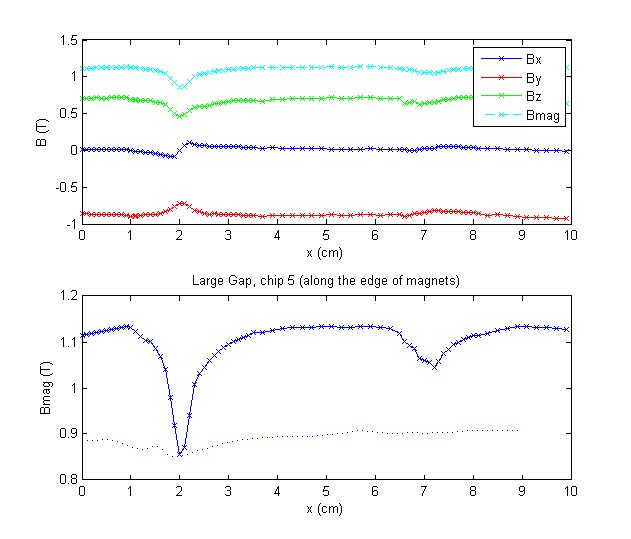 1.5
1
0.5
0
-0.5
-1
B (T)
0 1 2 3 4 5 6 7 8 9 10
x (cm)
Bx
By
Bz
Bmag
Large Gap, chip 5 (along the edge of magnets)
1.2
1.1
1
0.9
0.8
Bmag (T)
0 1 2 3 4 5 6 7 8 9 10
x (cm)